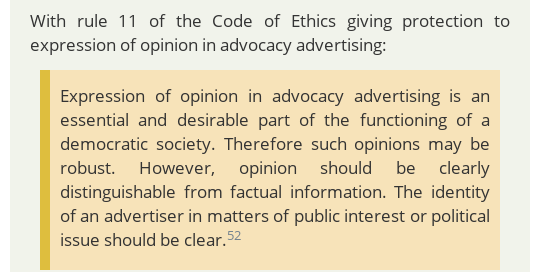 With rule 11 of the Code of Ethics giving protection to
expression of opinion in advocacy advertising:
Expression of opinion in advocacy advertising is an
essential and desirable part of the functioning of a
democratic society. Therefore such opinions may be
robust. However, opinion should be clearly
distinguishable from factual information. The identity
of an advertiser in matters of public interest or political
issue should be clear.52